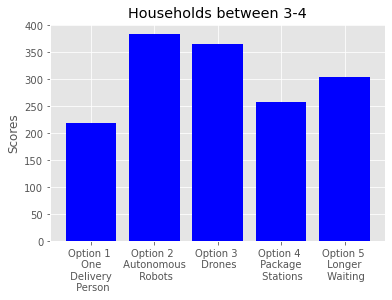 Households between 3-4
Scores
400
350
300
250
200
150
100
50
0
Option 1
One
Delivery
Person
Option 2
Autonomous
Robots
Option 3
Drones
Option 4
Package
Stations
Option 5
Longer
Waiting